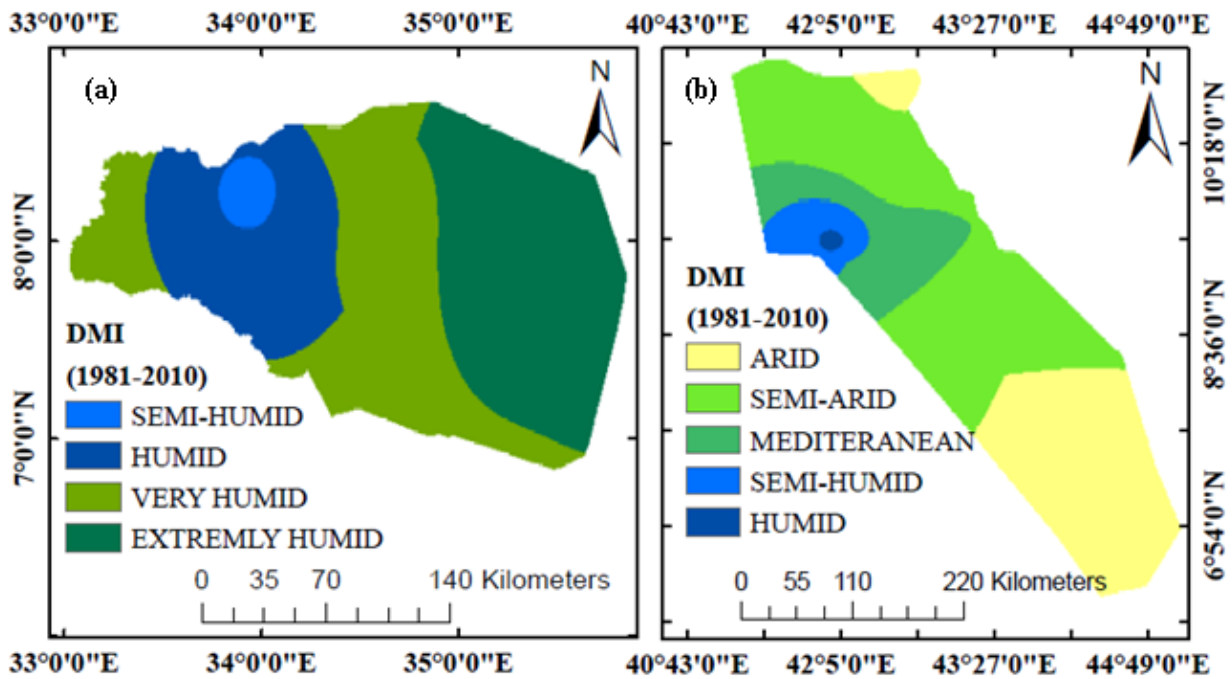 33°0'0"E 34°0'0"E 35°0'0"E
(a)
N
8°0'0"N
7°0'0"N
DMI
(1981-2010)
SEMI-HUMID
HUMID
VERY HUMID
EXTREMLY HUMID
0 35 70 140 Kilometers
33°0'0"E 34°0'0"E 35°0'0"E
40°43'0"E 42°5'0"E 43°27'0"E 44°49'0"E
(b)
N
10°18'0"N
8°36'0"N
6°54'0"N
DMI
(1981-2010)
ARID
SEMI-ARID
MEDITERANEAN
SEMI-HUMID
HUMID
0 55 110 220 Kilometers
40°43'0"E 42°5'0"E 43°27'0"E 44°49'0"E